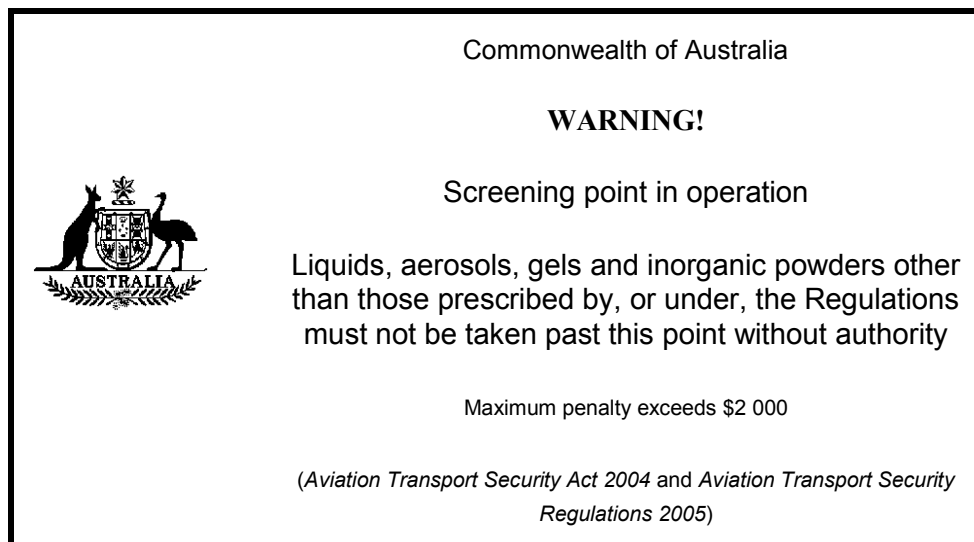 Commonwealth of Australia
WARNING!
Screening point in operation
AUSTRALIA
Liquids, aerosols, gels and inorganic powders other
than those prescribed by, or under, the Regulations
must not be taken past this point without authority
Maximum penalty exceeds $2 000
(Aviation Transport Security Act 2004 and Aviation Transport Security
Regulations 2005)